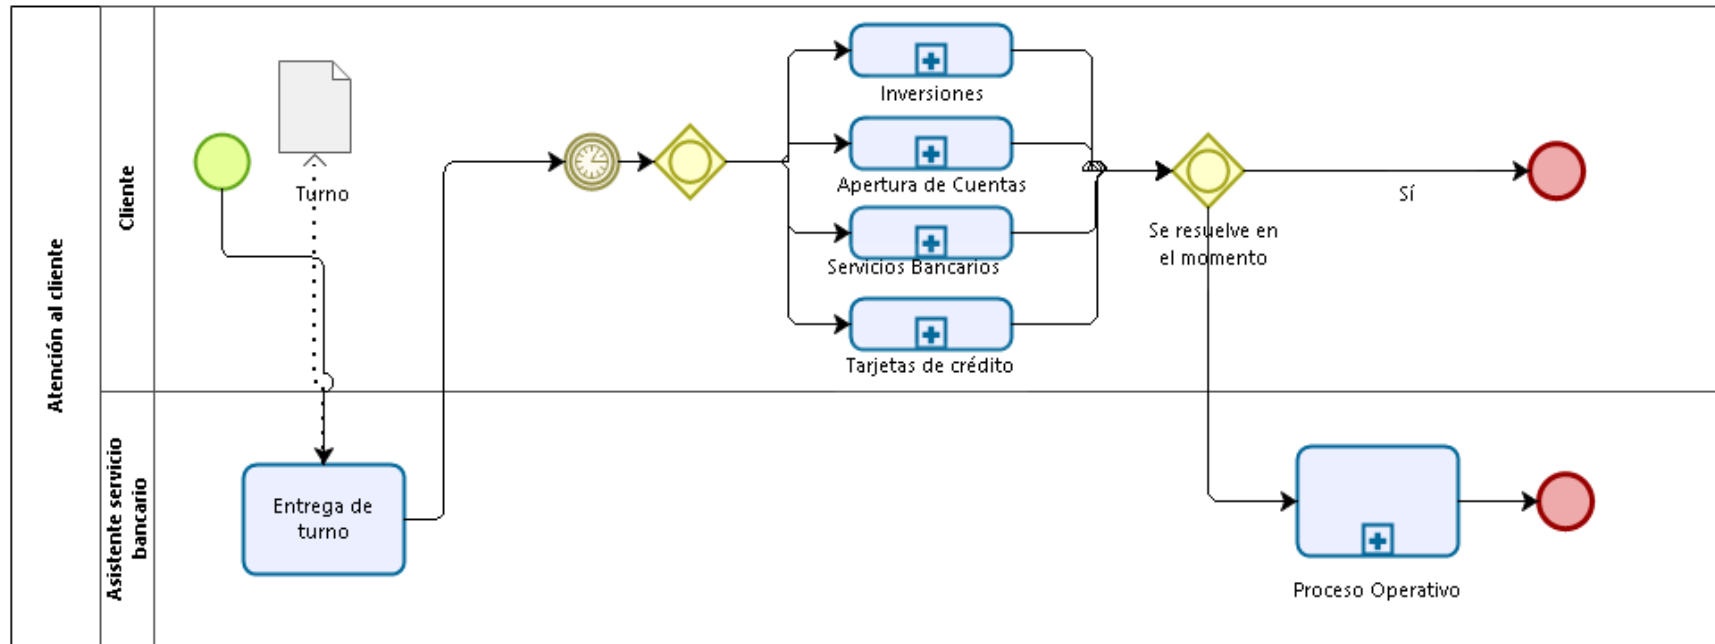 Atención al cliente
Cliente
Turno
Inversiones
Apertura de Cuentas
Servicios Bancarios
Tarjetas de crédito
Se resuelve en
el momento
Sí
Asistente servicio
bancario
Entrega de
turno
Proceso Operativo